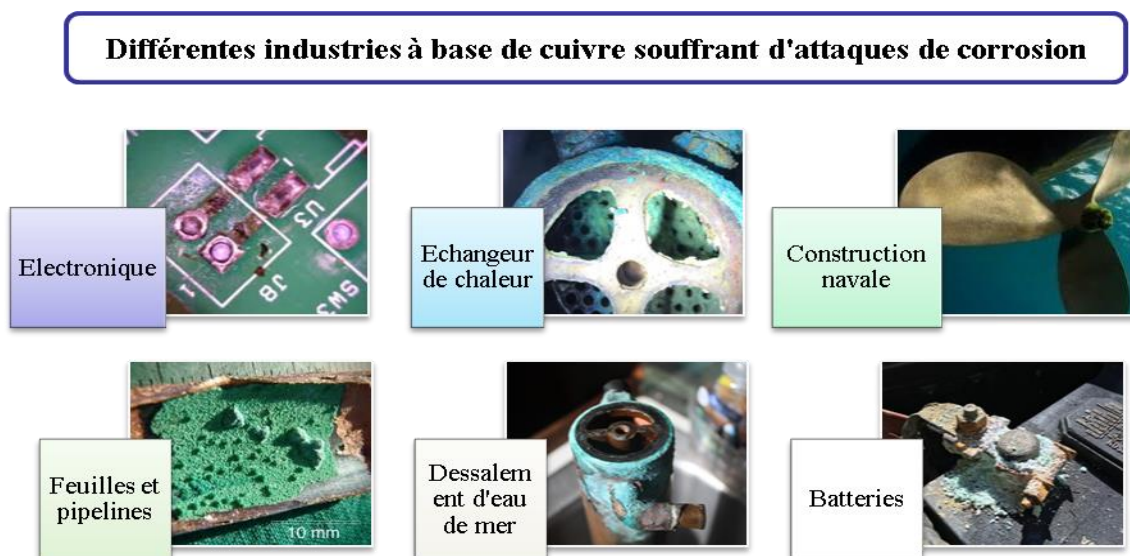 Différentes industries à base de cuivre souffrant d'attaques de corrosion
Electronique
U3
J8
1
SW3
Echangeur
de chaleur
Construction
navale
Feuilles et
pipelines
10 mm
Dessalem
ent d'eau
de mer
Batteries